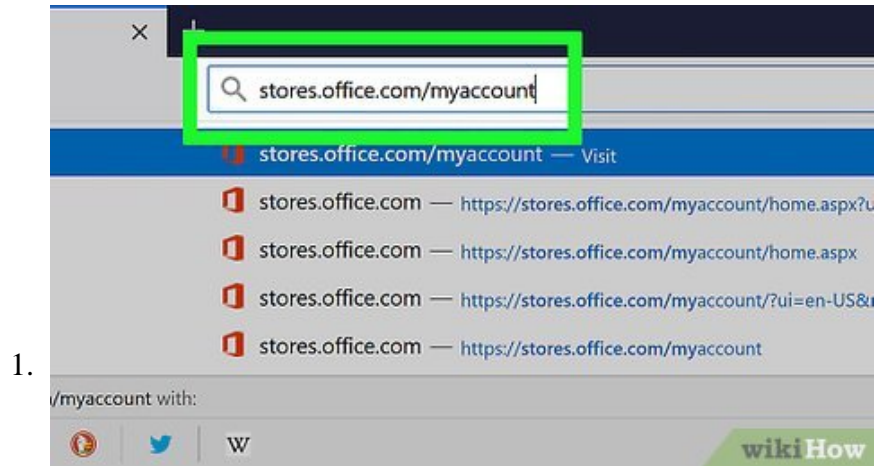 stores.office.com/myaccount
stores.office.com/myaccount — Visit
stores.office.com — https://stores.office.com/myaccount/home.aspx?u
stores.office.com — https://stores.office.com/myaccount/home.aspx
stores.office.com — https://stores.office.com/myaccount/?ui=en-US&
stores.office.com — https://stores.office.com/myaccount
1.
/myaccount with:
W
wikiHow